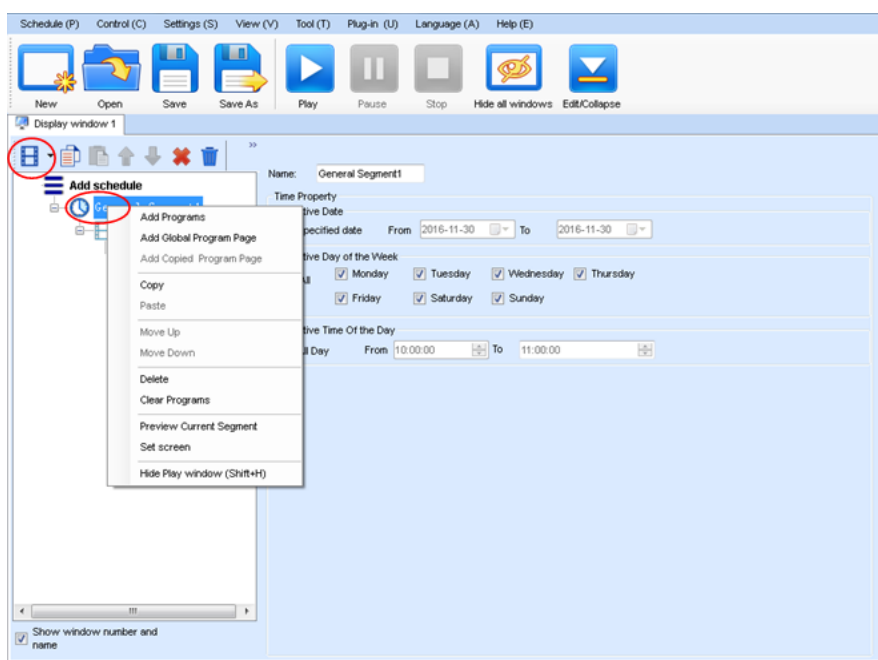 Schedule (P) Control (C) Settings (S) View (V) Tool (T) Plug-in (U) Language (A) Help (E)
New Open Save Save As Play Pause Stop Hide all windows Edit/Collapse
Display window 1
»
Add schedule
Name: General Segment1
Time Property
tive Date
pecified date From 2016-11-30 To 2016-11-30
tive Day of the Week
All Monday Tuesday Wednesday Thursday
Friday Saturday Sunday
tive Time Of the Day
ll Day From 10:00:00 To 11:00:00
Add Programs
Add Global Program Page
Add Copied Program Page
Copy
Paste
Move Up
Move Down
Delete
Clear Programs
Preview Current Segment
Set screen
Hide Play window (Shift+H)
Show window number and
name